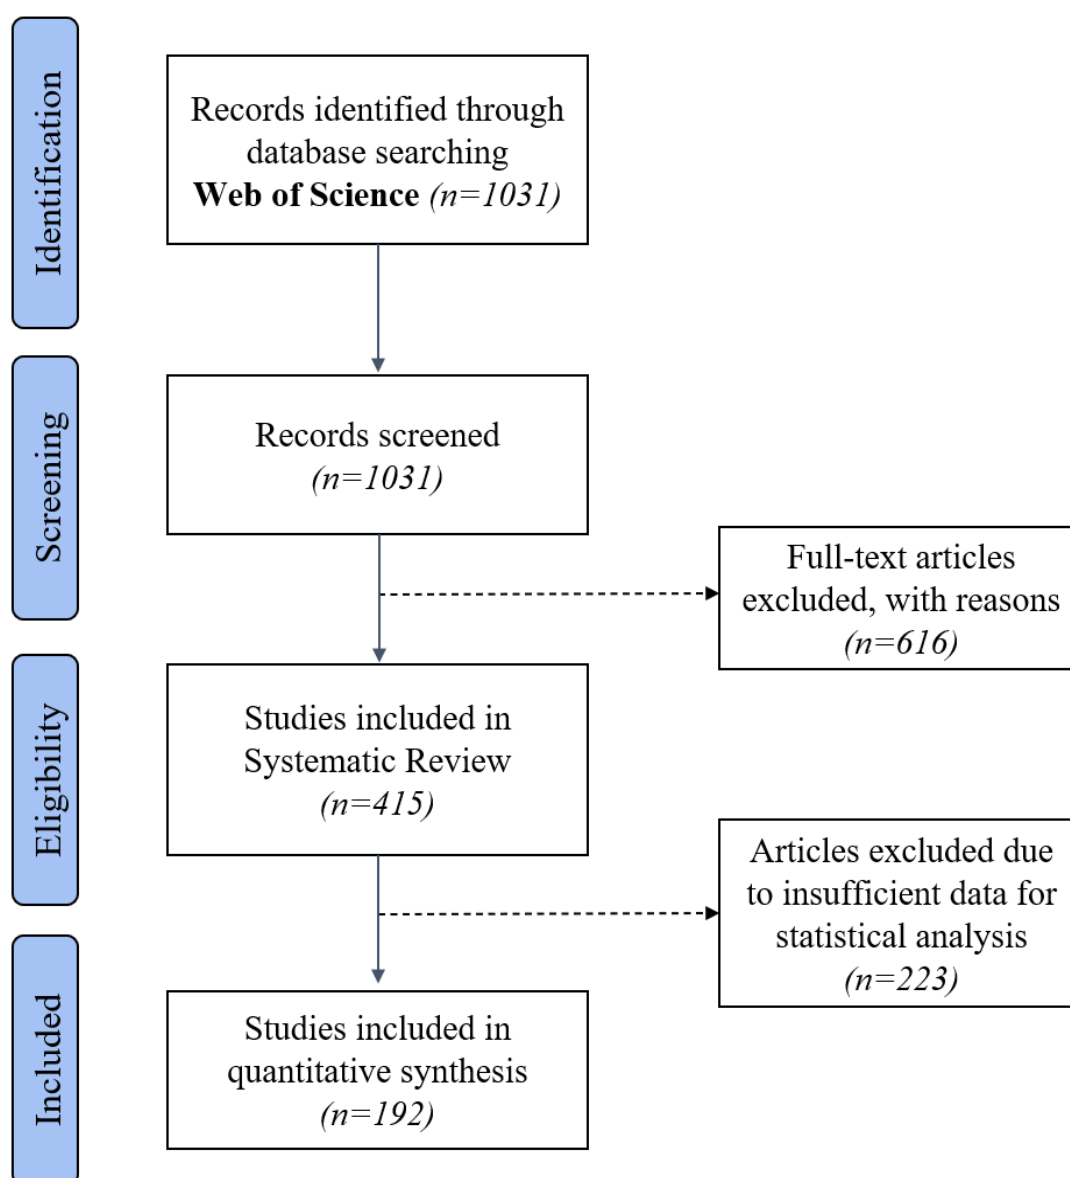 Identification
Records identified through
database searching
Web of Science (n=1031)
Screening
Records screened
(n=1031)
Full-text articles
excluded, with reasons
(n=616)
Eligibility
Studies included in
Systematic Review
(n=415)
Articles excluded due
to insufficient data for
statistical analysis
(n=223)
Included
Studies included in
quantitative synthesis
(n=192)